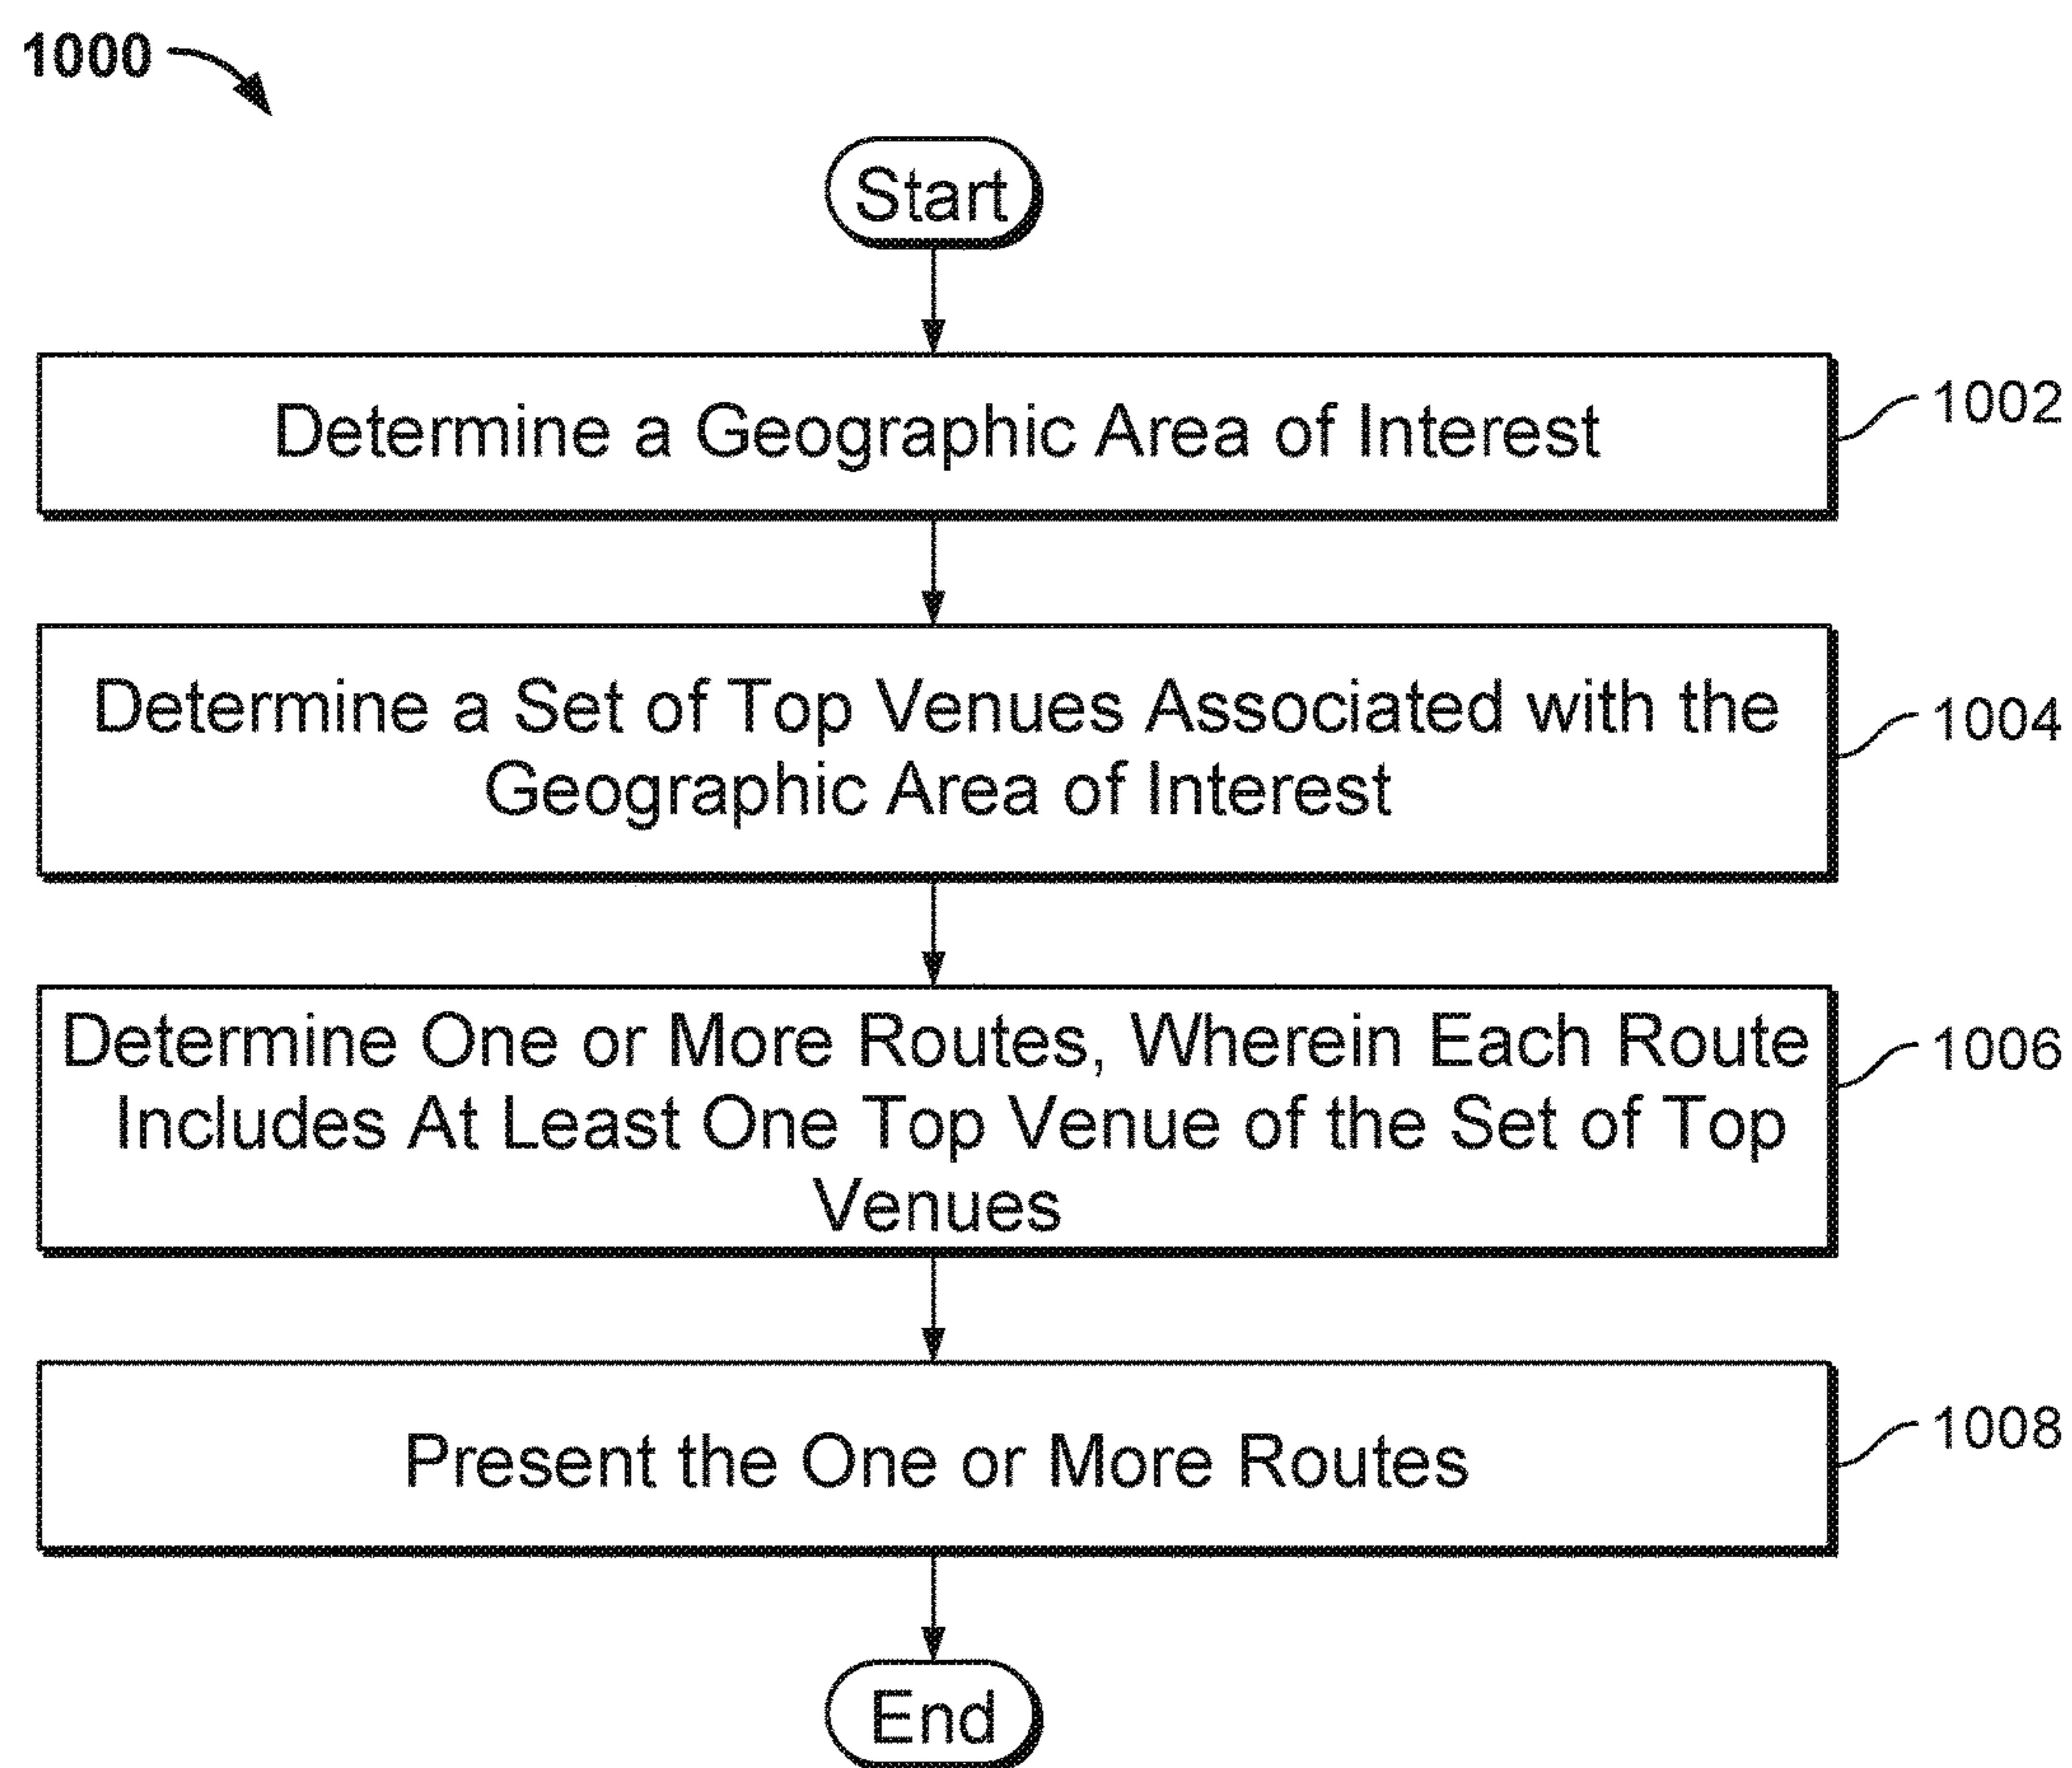 1000
Start
Determine a Geographic Area of Interest
1002
Determine a Set of Top Venues Associated with the
Geographic Area of Interest
1004
Determine One or More Routes, Wherein Each Route
Includes At Least One Top Venue of the Set of Top
Venues
1006
Present the One or More Routes
1008
End